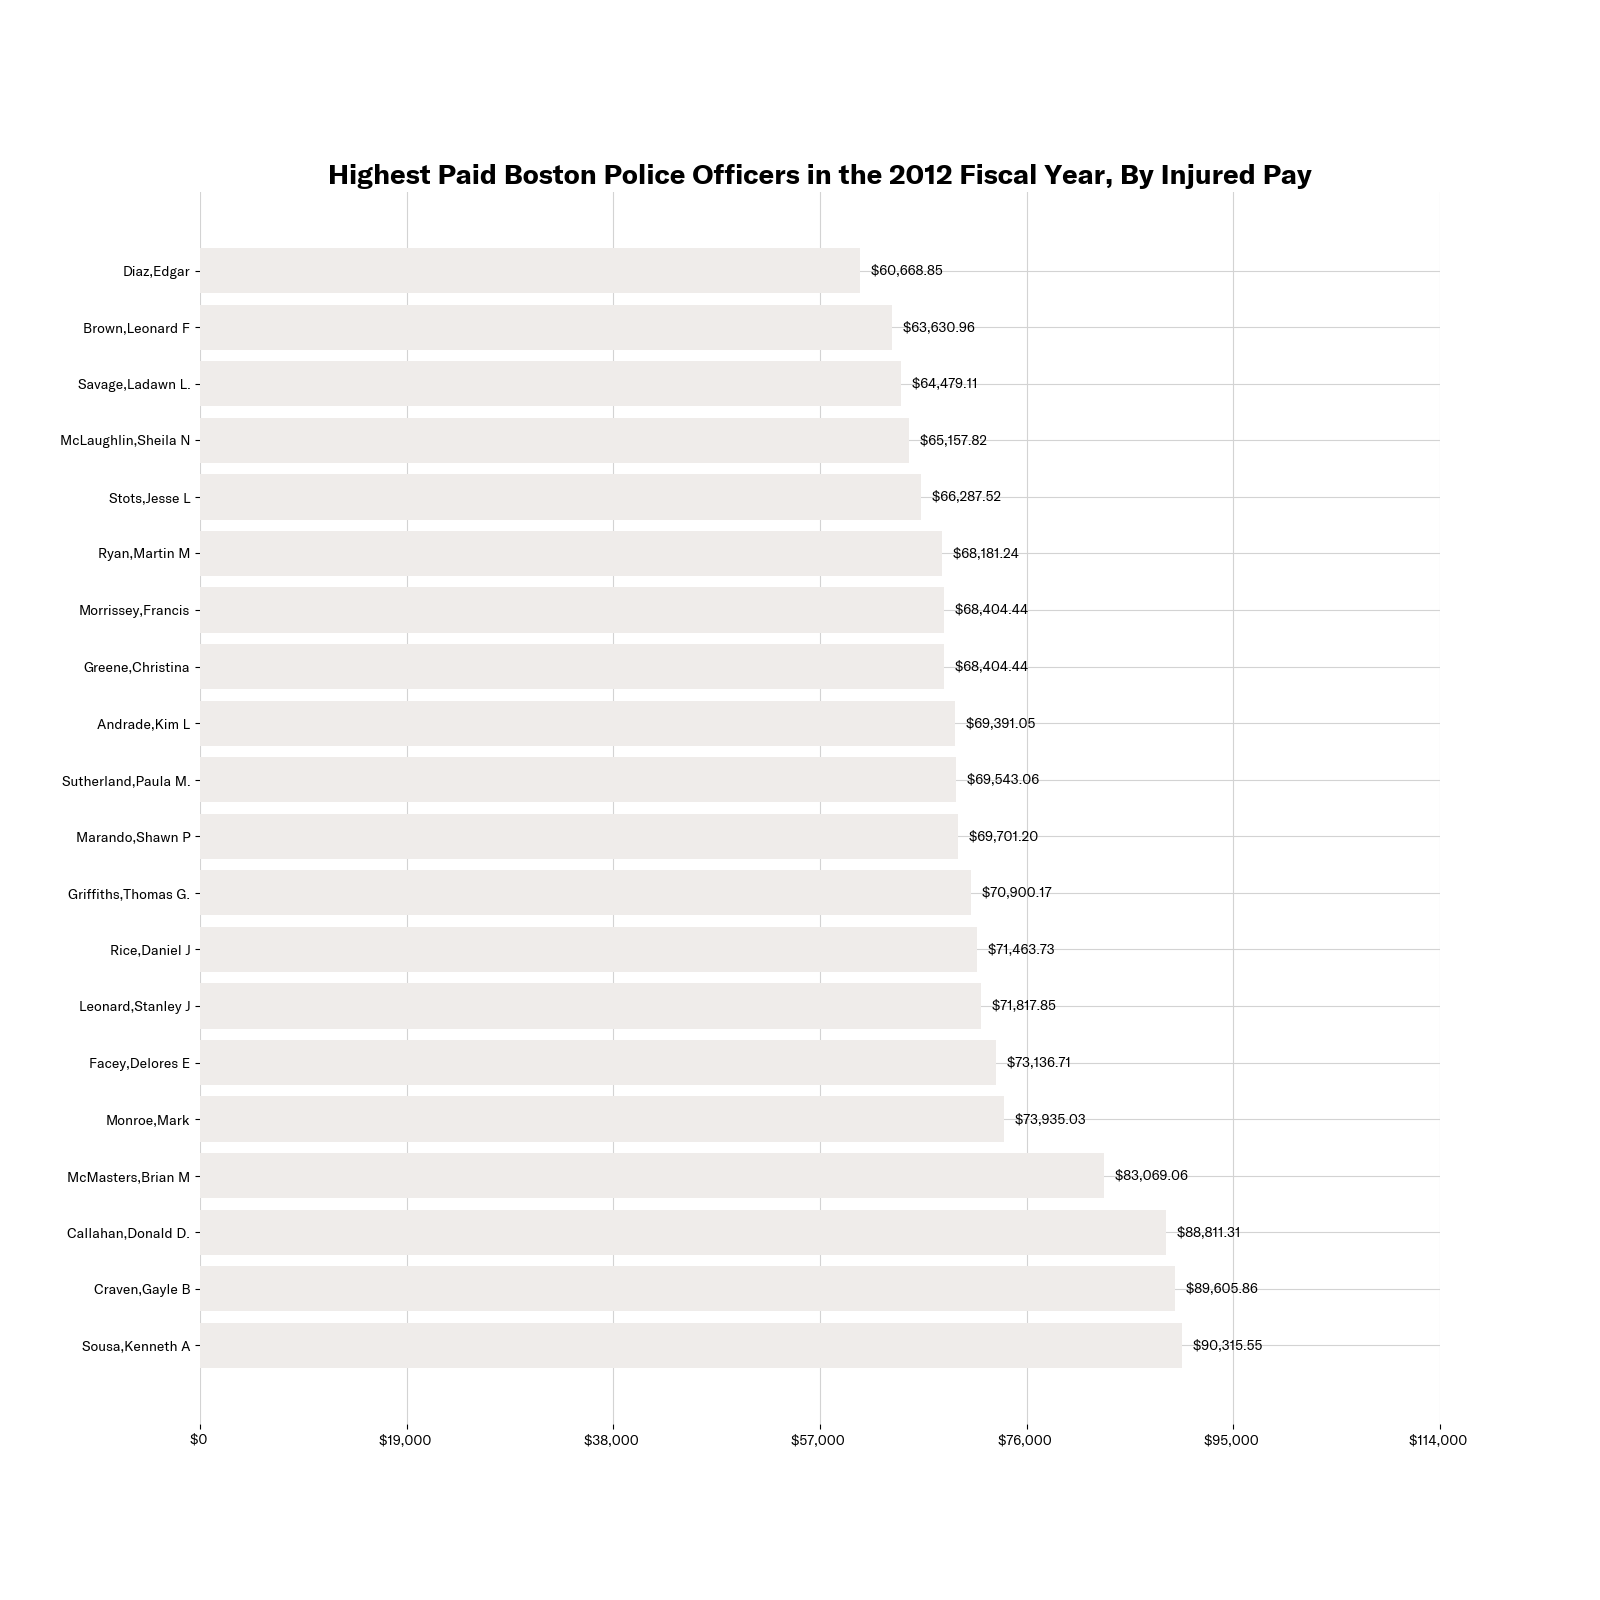 Highest Paid Boston Police Officers in the 2012 Fiscal Year, By Injured Pay
Diaz,Edgar $60,668.85
Brown,Leonard F $63,630.96
Savage,Ladawn L. $64,479.11
McLaughlin,Sheila N $65,157.82
Stots,Jesse L $66,287.52
Ryan,Martin M $68,181.24
Morrissey,Francis $68,404.44
Greene,Christina $68,404.44
Andrade,Kim L $69,391.05
Sutherland,Paula M. $69,543.06
Marando,Shawn P $69,701.20
Griffiths,Thomas G. $70,900.17
Rice,Daniel J $71,463.73
Leonard,Stanley J $71,817.85
Facey,Delores E $73,136.71
Monroe,Mark $73,935.03
McMasters,Brian M $83,069.06
Callahan,Donald D. $88,811.31
Craven,Gayle B $89,605.86
Sousa,Kenneth A $90,315.55
$0 $19,000 $38,000 $57,000 $76,000 $95,000 $114,000